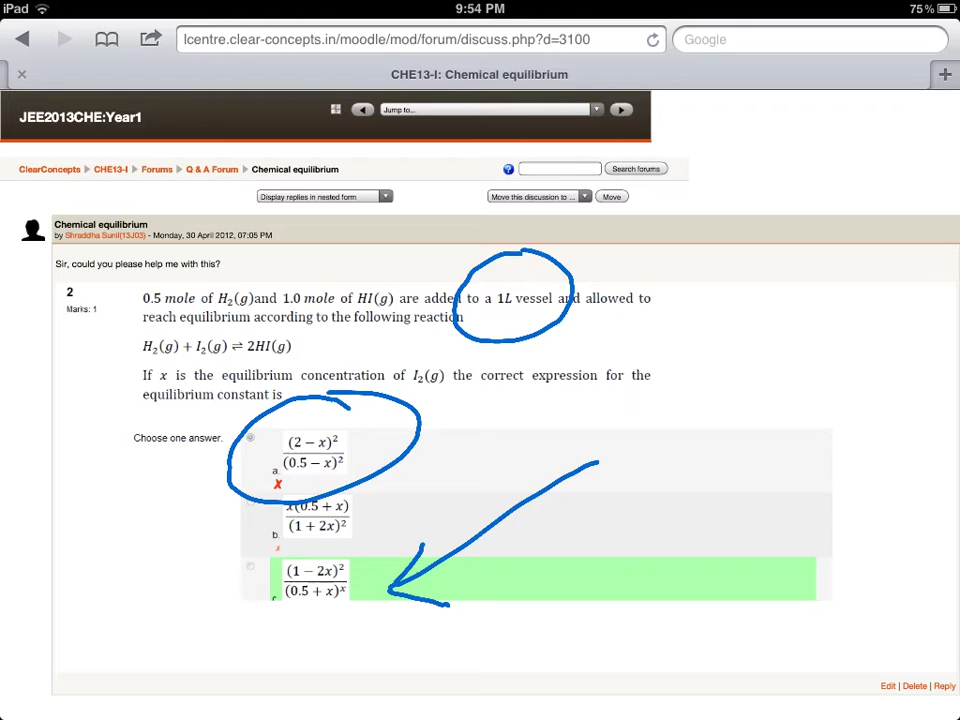 iPad 9:54 PM 75%
lcentre.clear-concepts.in/moodle/mod/forum/discuss.php?d=3100 Google
CHE13-I: Chemical equilibrium
JEE2013CHE:Year1 Jump to...
ClearConcepts ▶ CHE13-I ▶ Forums ▶ Q & A Forum ▶ Chemical equilibrium Search forums
Display replies in nested form Move this discussion to ... Move
Chemical equilibrium
by Shraddha Sunil(13J03) - Monday, 30 April 2012, 07:05 PM
Sir, could you please help me with this?
2
Marks: 1
0.5 mole of H₂(g)and 1.0 mole of HI(g) are added to a 1L vessel and allowed to
reach equilibrium according to the following reaction
H₂(g) + I₂(g) ⇌ 2HI(g)
If x is the equilibrium concentration of I₂(g) the correct expression for the
equilibrium constant is
Choose one answer.
(2 − x)²
(0.5 − x)²
a.
x
x(0.5 + x)
(1 + 2x)²
b.
x
(1 − 2x)²
(0.5 + x)ˣ
Edit | Delete | Reply